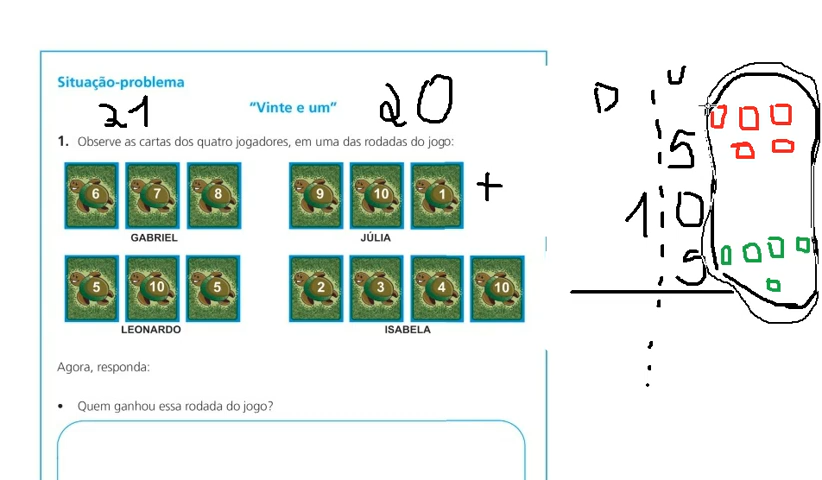 Situação-problema
21
"Vinte e um"
20
1. Observe as cartas dos quatro jogadores, em uma das rodadas do jogo:
6 7 8
GABRIEL
9 10 1 +
JÚLIA
5 10 5
LEONARDO
2 3 4 10
ISABELA
Agora, responda:
• Quem ganhou essa rodada do jogo?
D U
5
10
5